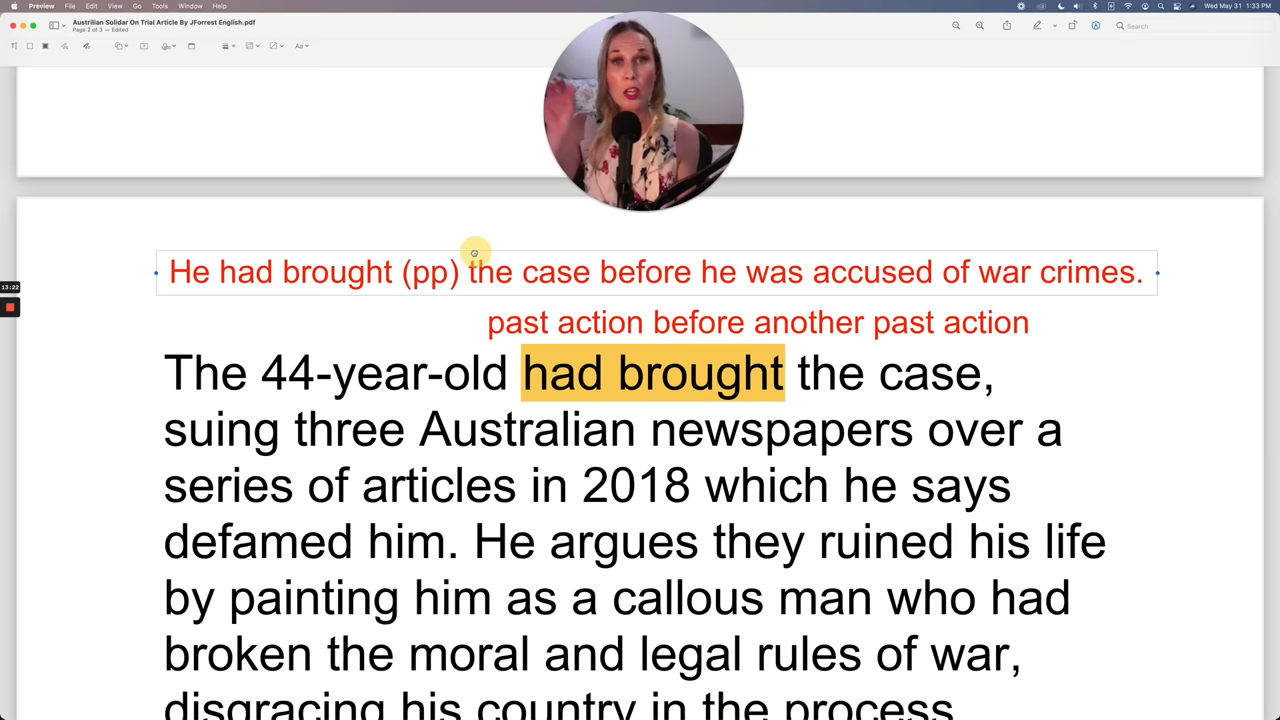 Preview File Edit View Go Tools Window Help Wed May 31 1:33 PM
Austrilian Solidar On Trial Article By JForrest English.pdf
Page 2 of 3 — Edited
Search
Aa
He had brought (pp) the case before he was accused of war crimes.
13:22
past action before another past action
The 44-year-old had brought the case,
suing three Australian newspapers over a
series of articles in 2018 which he says
defamed him. He argues they ruined his life
by painting him as a callous man who had
broken the moral and legal rules of war,
disgracing his country in the process